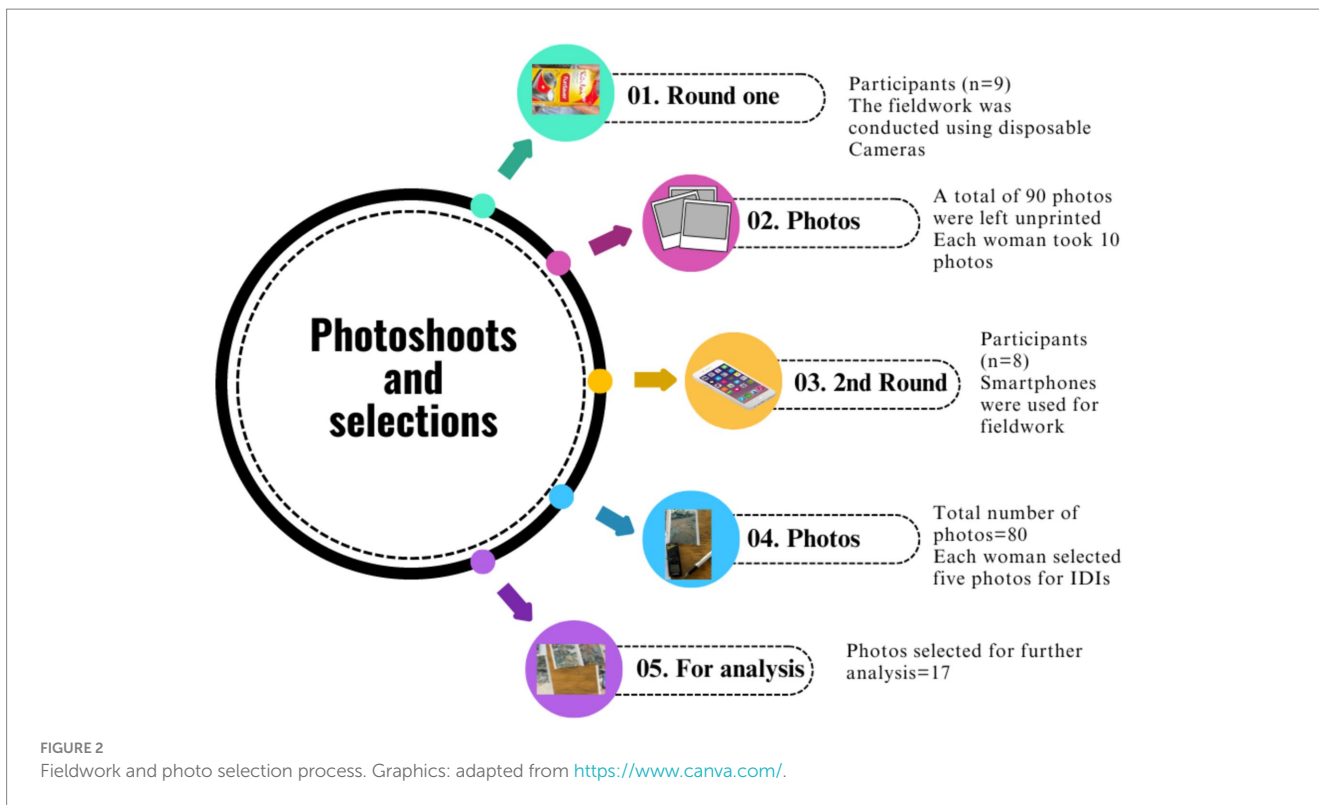 01. Round one
Participants (n=9)
The fieldwork was
conducted using disposable
Cameras
02. Photos
A total of 90 photos
were left unprinted
Each woman took 10
photos
Photoshoots
and
selections
03. 2nd Round
Participants
(n=8)
Smartphones
were used for
fieldwork
04. Photos
Total number of
photos=80
Each woman selected
five photos for IDIs
05. For analysis
Photos selected for further
analysis=17
FIGURE 2
Fieldwork and photo selection process. Graphics: adapted from https://www.canva.com/.